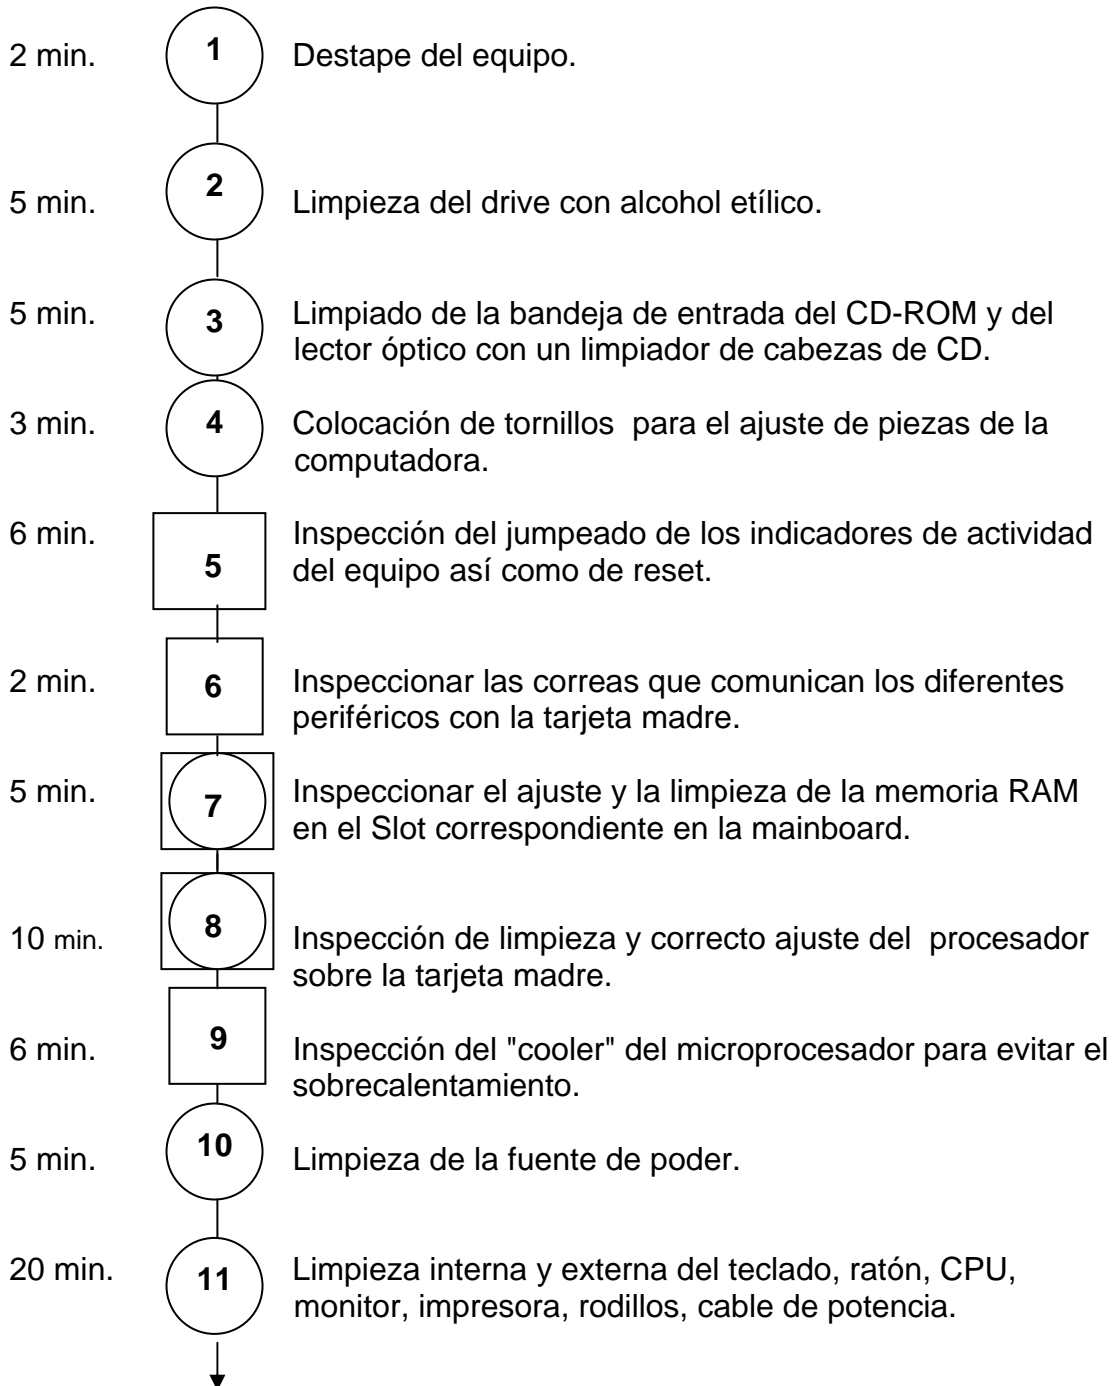 2 min. 1 Destape del equipo.
5 min. 2 Limpieza del drive con alcohol etílico.
5 min. 3 Limpiado de la bandeja de entrada del CD-ROM y del
lector óptico con un limpiador de cabezas de CD.
3 min. 4 Colocación de tornillos para el ajuste de piezas de la
computadora.
6 min. Inspección del jumpeado de los indicadores de actividad
5 del equipo así como de reset.
2 min. 6 Inspeccionar las correas que comunican los diferentes
periféricos con la tarjeta madre.
5 min. 7 Inspeccionar el ajuste y la limpieza de la memoria RAM
en el Slot correspondiente en la mainboard.
10 min. 8 Inspección de limpieza y correcto ajuste del procesador
sobre la tarjeta madre.
6 min. 9 Inspección del "cooler" del microprocesador para evitar el
sobrecalentamiento.
5 min. 10 Limpieza de la fuente de poder.
20 min. 11 Limpieza interna y externa del teclado, ratón, CPU,
monitor, impresora, rodillos, cable de potencia.